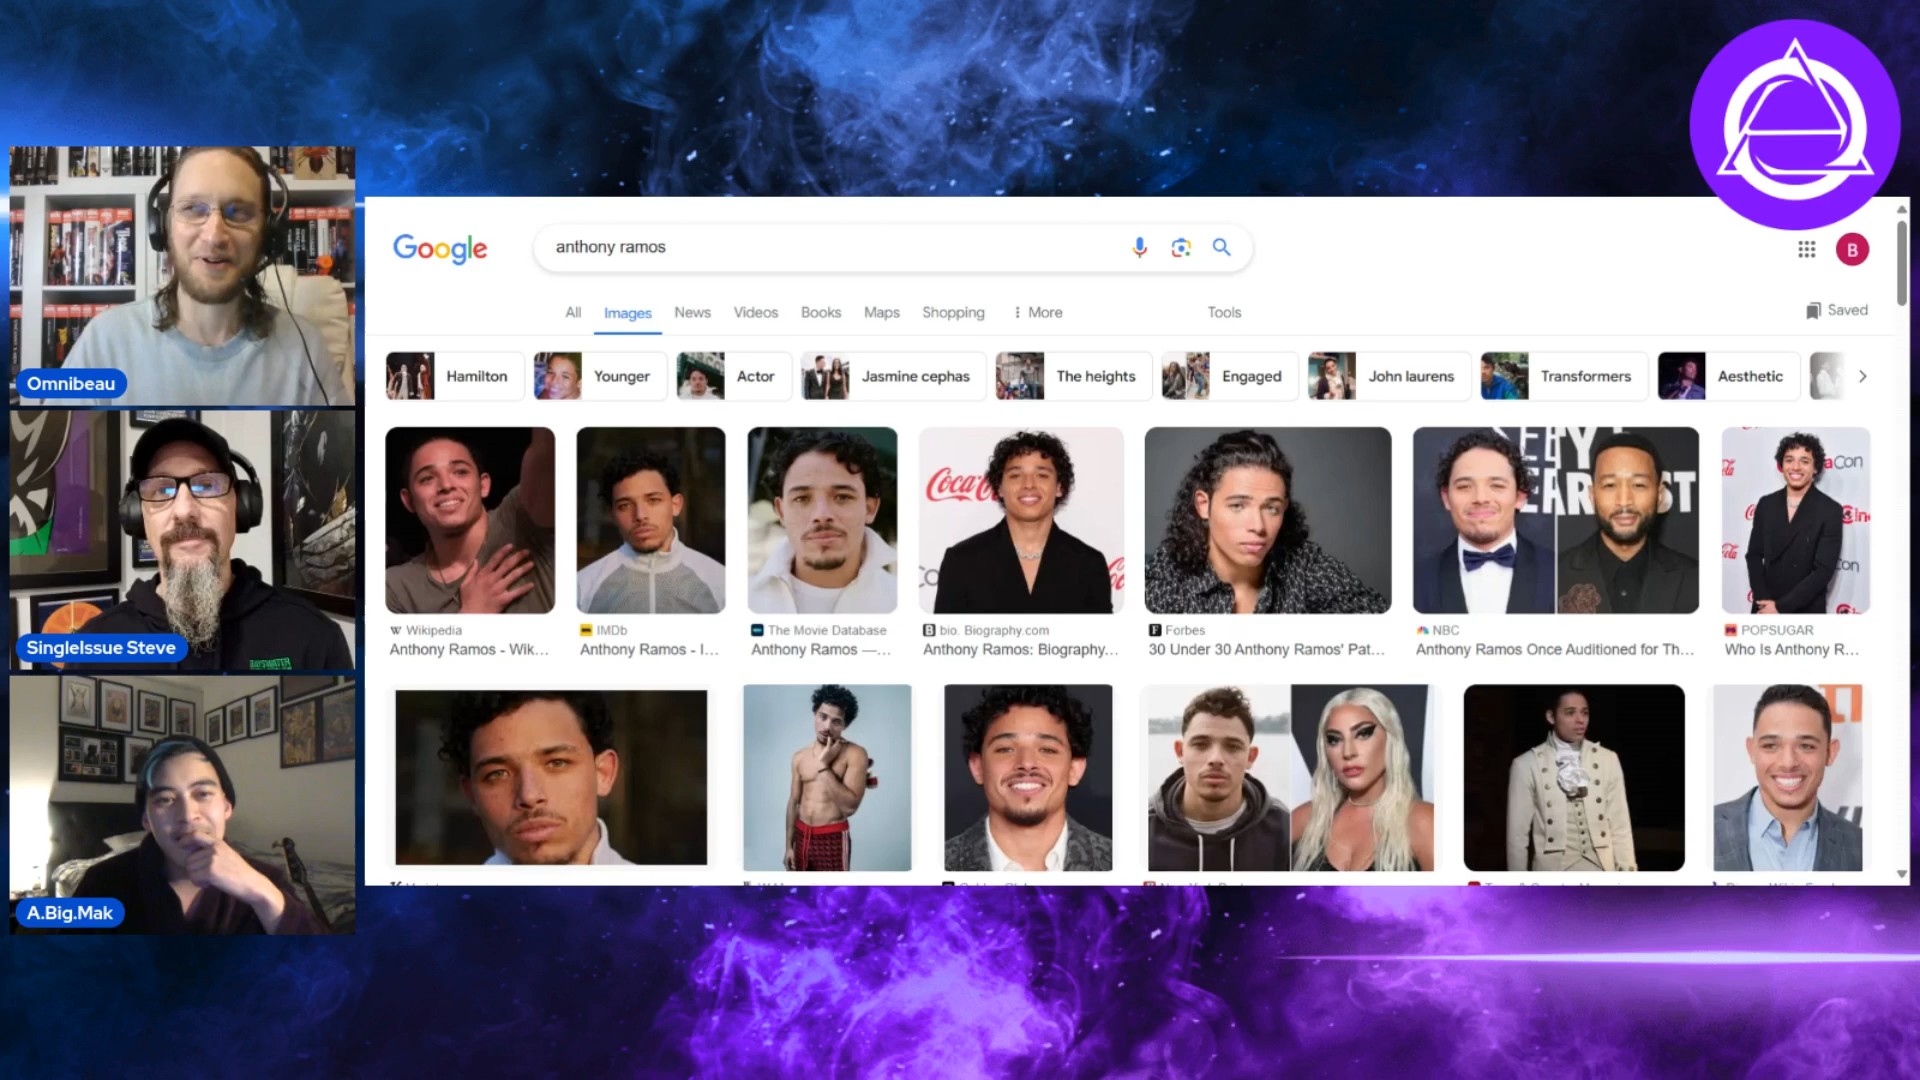 Google
anthony ramos
B
All Images News Videos Books Maps Shopping More Tools
Saved
Hamilton Younger Actor Jasmine cephas The heights Engaged John laurens Transformers Aesthetic
Coca-C
aCon
Wikipedia
Anthony Ramos - Wik...
IMDb
Anthony Ramos - I...
The Movie Database
Anthony Ramos —...
bio. Biography.com
Anthony Ramos: Biography...
Forbes
30 Under 30 Anthony Ramos' Pat...
NBC
Anthony Ramos Once Auditioned for Th...
POPSUGAR
Who Is Anthony R...
Omnibeau
SingleIssue Steve
BAYSWATER
A.Big.Mak